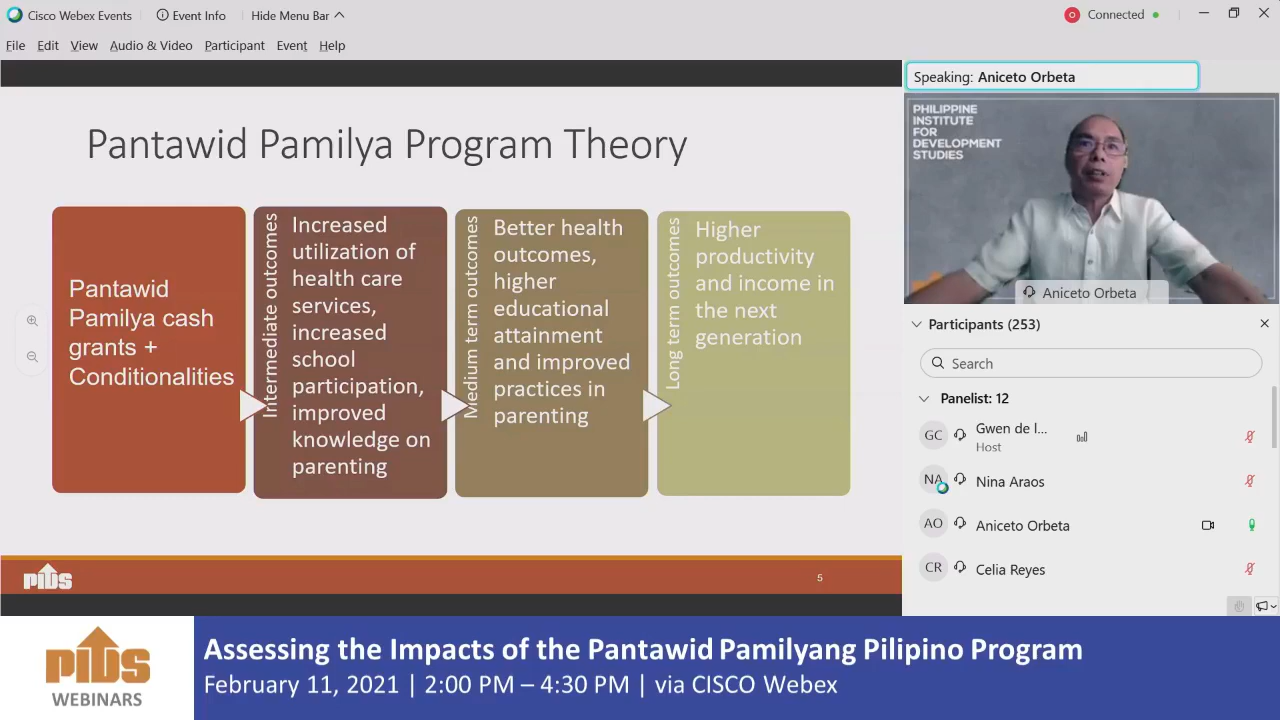 Cisco Webex Events
Event Info
Hide Menu Bar
Connected
File Edit View Audio & Video Participant Event Help
Pantawid Pamilya Program Theory
Pantawid
Pamilya cash
grants +
Conditionalities
Intermediate outcomes
Increased
utilization of
health care
services,
increased
school
participation,
improved
knowledge on
parenting
Medium term outcomes
Better health
outcomes,
higher
educational
attainment
and improved
practices in
parenting
Long term outcomes
Higher
productivity
and income in
the next
generation
PIDS
5
Speaking: Aniceto Orbeta
PHILIPPINE
INSTITUTE
FOR
DEVELOPMENT
STUDIES
Aniceto Orbeta
Participants (253)
Search
Panelist: 12
GC Gwen de l...
Host
NA Nina Araos
AO Aniceto Orbeta
CR Celia Reyes
PIDS
WEBINARS
Assessing the Impacts of the Pantawid Pamilyang Pilipino Program
February 11, 2021 | 2:00 PM – 4:30 PM | via CISCO Webex